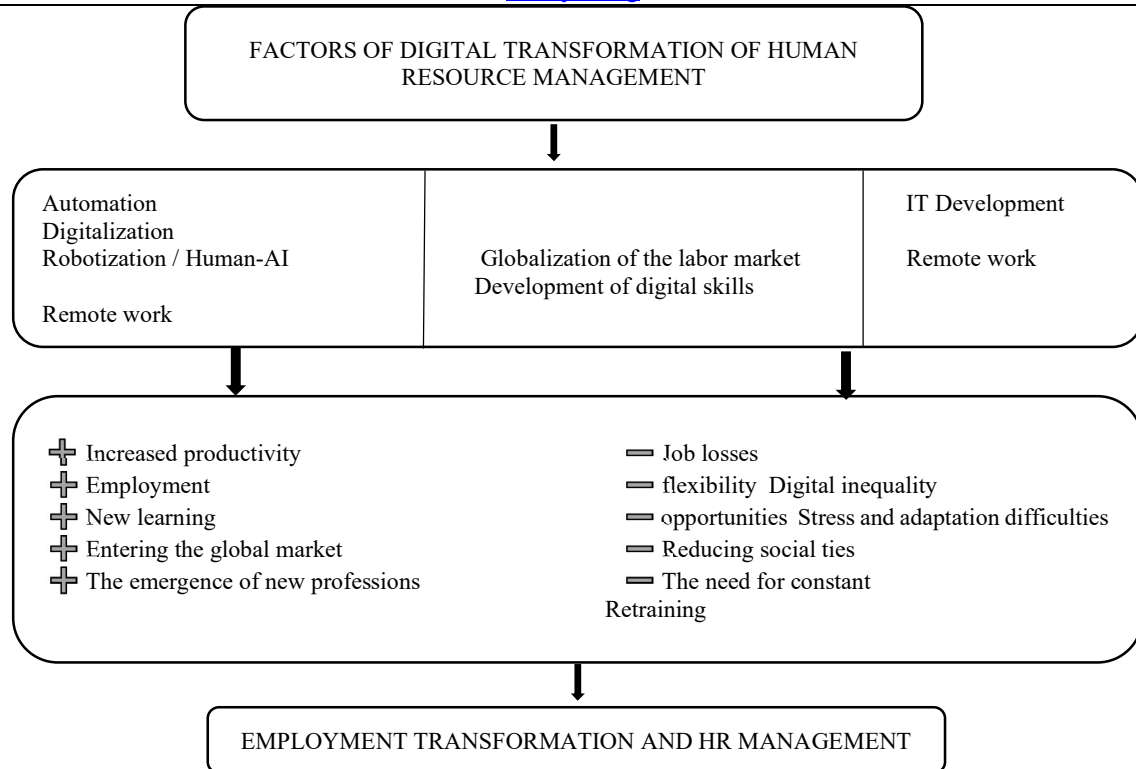 FACTORS OF DIGITAL TRANSFORMATION OF HUMAN
RESOURCE MANAGEMENT
Automation
Digitalization
Robotization / Human-AI
Remote work
Globalization of the labor market
Development of digital skills
IT Development
Remote work
Increased productivity
Employment
New learning
Entering the global market
The emergence of new professions
Job losses
flexibility Digital inequality
opportunities Stress and adaptation difficulties
Reducing social ties
The need for constant
Retraining
EMPLOYMENT TRANSFORMATION AND HR MANAGEMENT